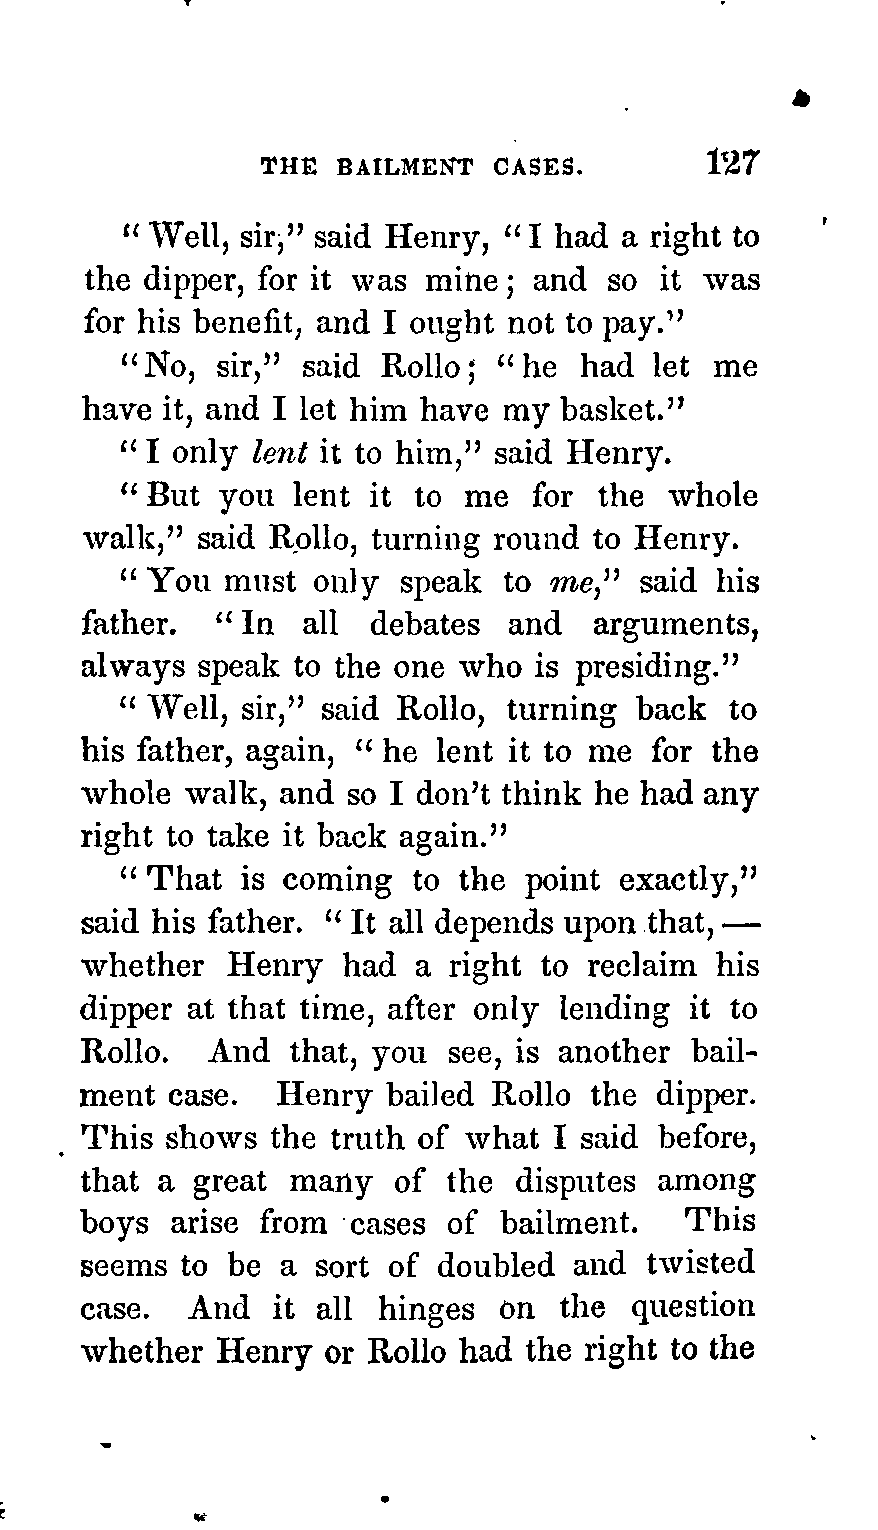 THE BAILMENT CASES. 127
“Well, sir,” said Henry, “I had a right to
the dipper, for it was mine; and so it was
for his benefit, and I ought not to pay.”
“No, sir,” said Rollo; “he had let me
have it, and I let him have my basket.”
“I only lent it to him,” said Henry.
“But you lent it to me for the whole
walk,” said Rollo, turning round to Henry.
“You must only speak to me,” said his
father. “In all debates and arguments,
always speak to the one who is presiding.”
“Well, sir,” said Rollo, turning back to
his father, again, “he lent it to me for the
whole walk, and so I don’t think he had any
right to take it back again.”
“That is coming to the point exactly,”
said his father. “It all depends upon that, —
whether Henry had a right to reclaim his
dipper at that time, after only lending it to
Rollo. And that, you see, is another bail-
ment case. Henry bailed Rollo the dipper.
This shows the truth of what I said before,
that a great many of the disputes among
boys arise from cases of bailment. This
seems to be a sort of doubled and twisted
case. And it all hinges on the question
whether Henry or Rollo had the right to the